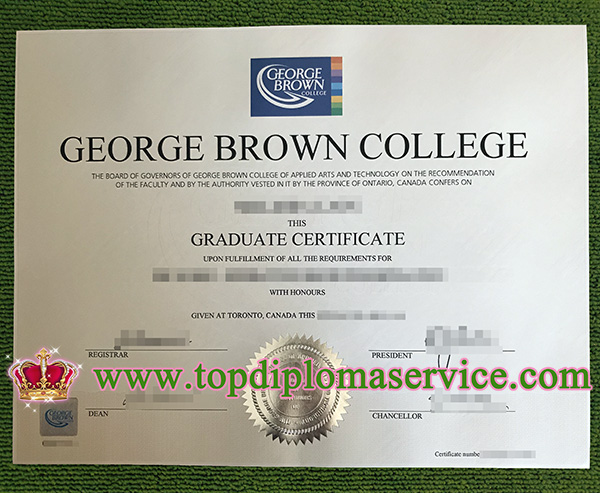 GEORGE
BROWN
COLLEGE
GEORGE BROWN COLLEGE
THE BOARD OF GOVERNORS OF GEORGE BROWN COLLEGE OF APPLIED ARTS AND TECHNOLOGY ON THE RECOMMENDATION
OF THE FACULTY AND BY THE AUTHORITY VESTED IN IT BY THE PROVINCE OF ONTARIO, CANADA CONFERS ON
THIS
GRADUATE CERTIFICATE
UPON FULFILLMENT OF ALL THE REQUIREMENTS FOR
WITH HONOURS
GIVEN AT TORONTO, CANADA THIS
REGISTRAR
PRESIDENT
www.topdiplomaservice.com
GEORGE
BROWN
DEAN
CHANCELLOR
Certificate number